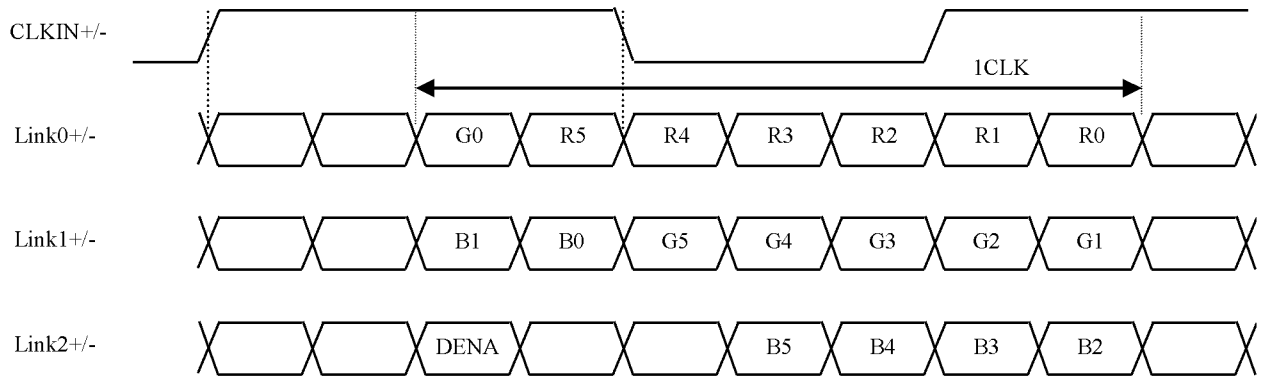 CLKIN+/-
1CLK
Link0+/- G0 R5 R4 R3 R2 R1 R0
Link1+/- B1 B0 G5 G4 G3 G2 G1
Link2+/- DENA B5 B4 B3 B2